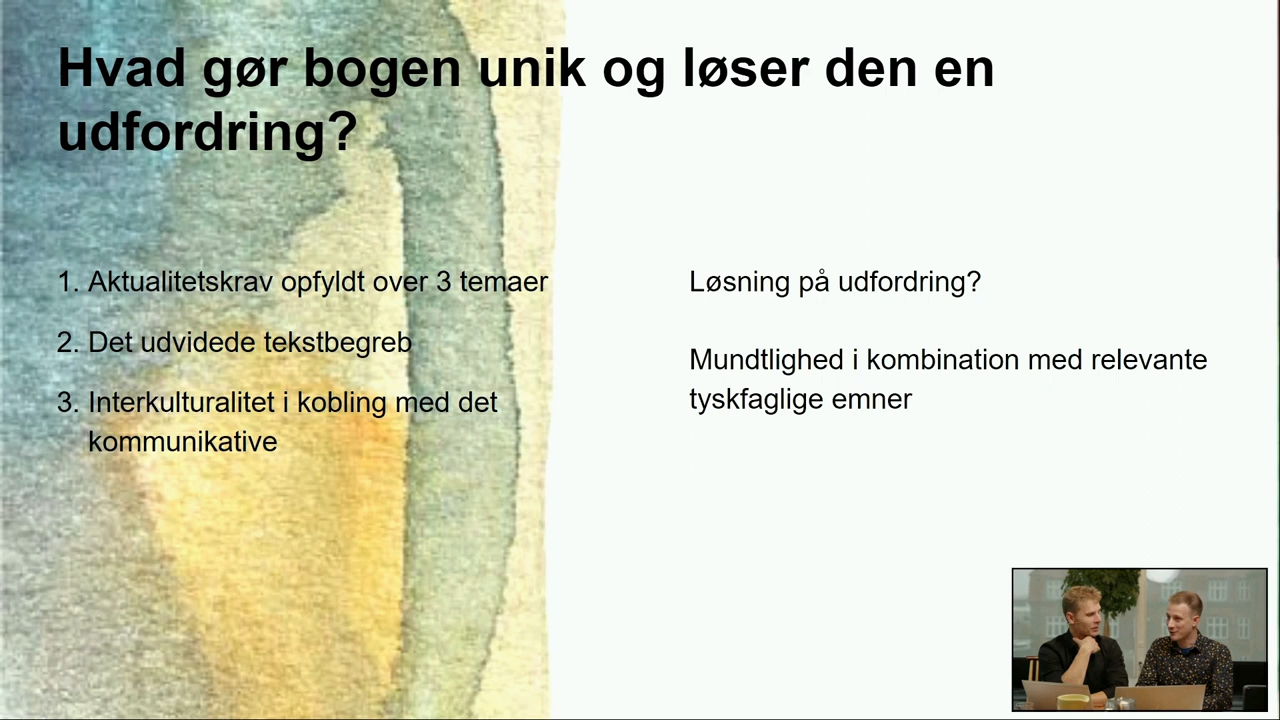 Hvad gør bogen unik og løser den en
udfordring?
1. Aktualitetskrav opfyldt over 3 temaer
2. Det udvidede tekstbegreb
3. Interkulturalitet i kobling med det
kommunikative
Løsning på udfordring?
Mundtlighed i kombination med relevante
tyskfaglige emner